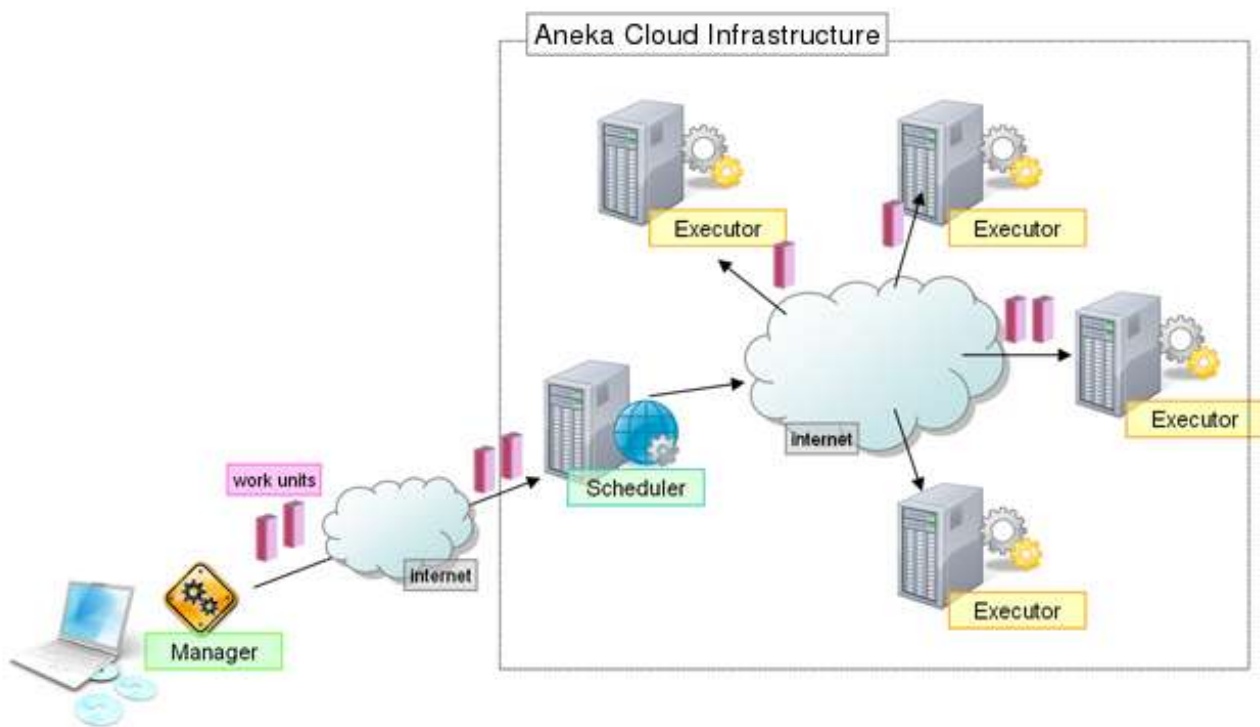 Aneka Cloud Infrastructure
Executor
Executor
Executor
internet
Scheduler
work units
internet
Executor
Manager